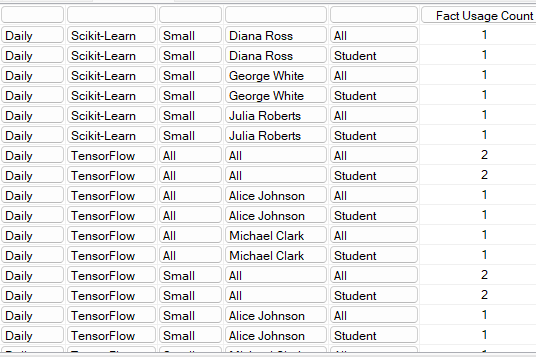 Fact Usage Count
Daily Scikit-Learn Small Diana Ross All 1
Daily Scikit-Learn Small Diana Ross Student 1
Daily Scikit-Learn Small George White All 1
Daily Scikit-Learn Small George White Student 1
Daily Scikit-Learn Small Julia Roberts All 1
Daily Scikit-Learn Small Julia Roberts Student 1
Daily TensorFlow All All All 2
Daily TensorFlow All All Student 2
Daily TensorFlow All Alice Johnson All 1
Daily TensorFlow All Alice Johnson Student 1
Daily TensorFlow All Michael Clark All 1
Daily TensorFlow All Michael Clark Student 1
Daily TensorFlow Small All All 2
Daily TensorFlow Small All Student 2
Daily TensorFlow Small Alice Johnson All 1
Daily TensorFlow Small Alice Johnson Student 1